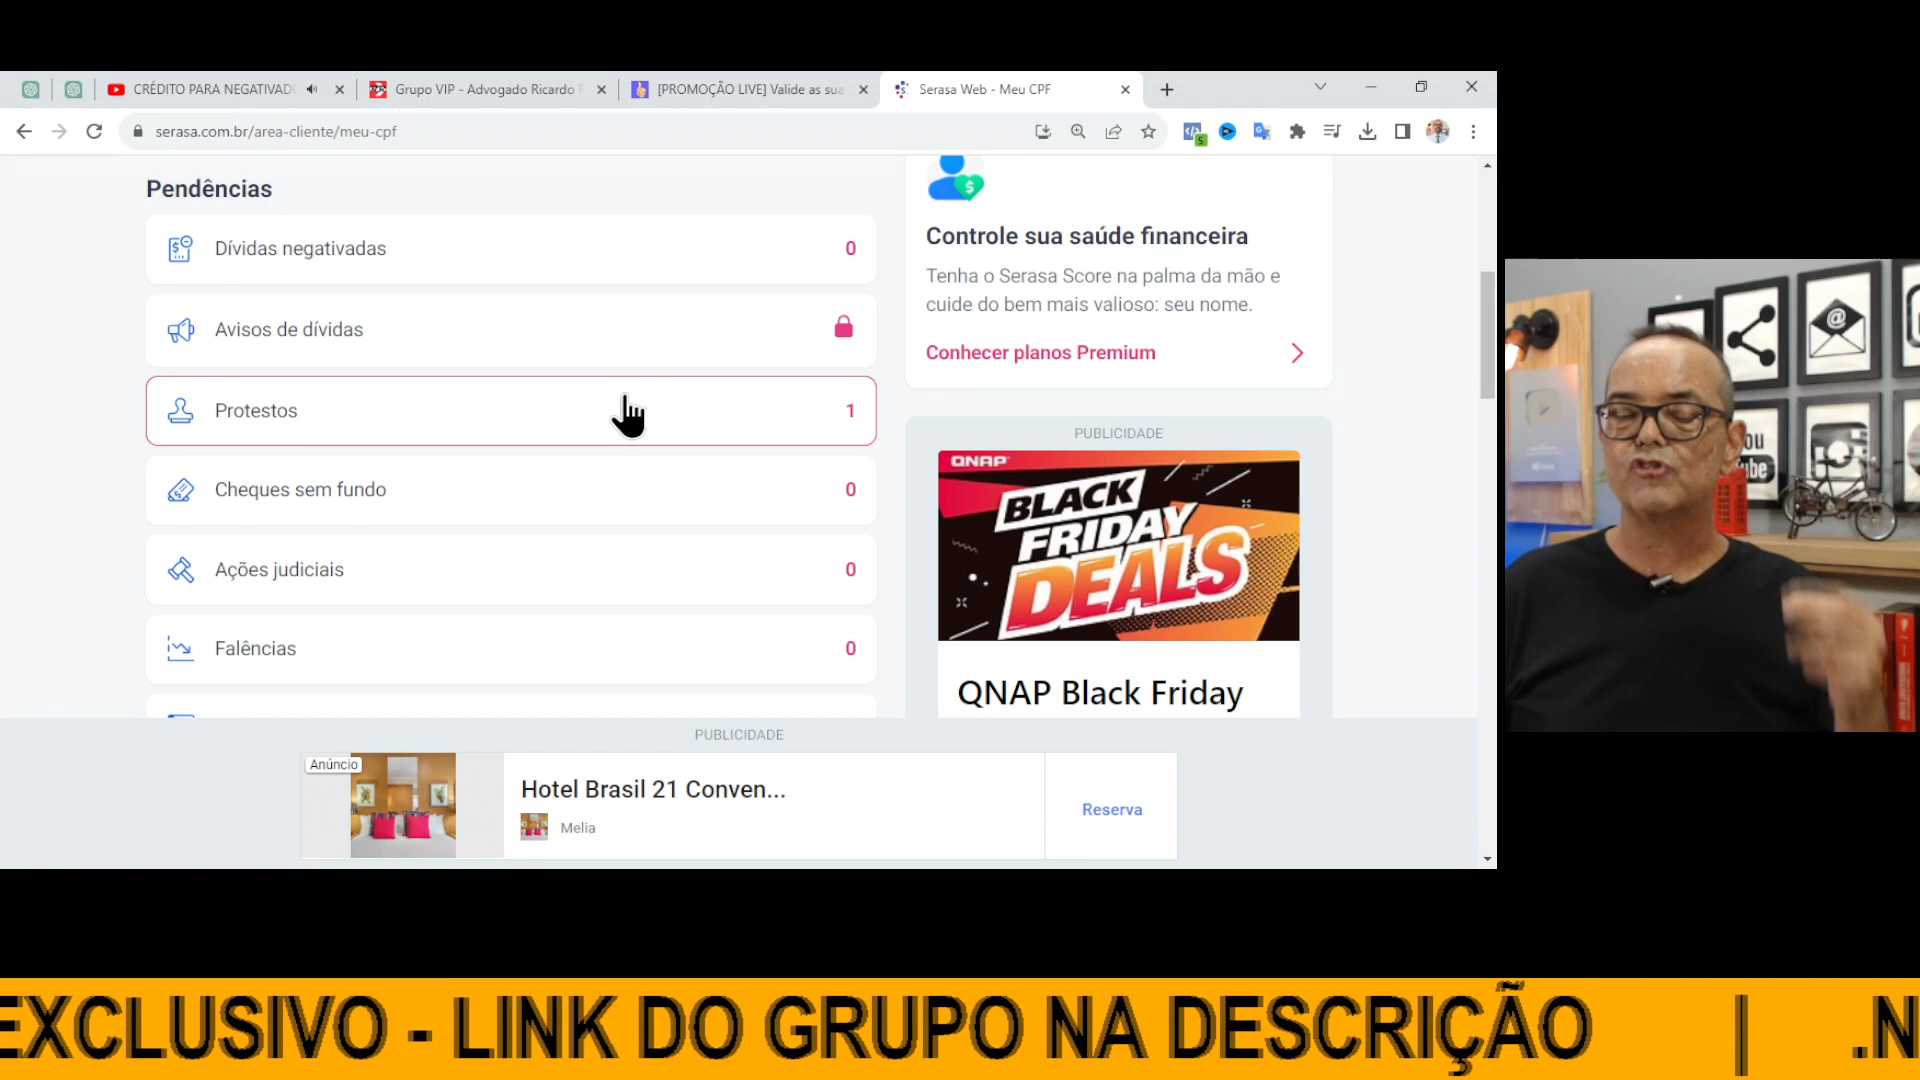 CRÉDITO PARA NEGATIVAD
Grupo VIP - Advogado Ricardo
[PROMOÇÃO LIVE] Valide as sua
Serasa Web - Meu CPF
serasa.com.br/area-cliente/meu-cpf
5
Pendências
Dívidas negativadas 0
Avisos de dívidas
Protestos 1
Cheques sem fundo 0
Ações judiciais 0
Falências 0
Controle sua saúde financeira
Tenha o Serasa Score na palma da mão e
cuide do bem mais valioso: seu nome.
Conhecer planos Premium
PUBLICIDADE
QNAP
BLACK
FRIDAY
DEALS
QNAP Black Friday
PUBLICIDADE
Anúncio
Hotel Brasil 21 Conven...
Melia
Reserva
EXCLUSIVO - LINK DO GRUPO NA DESCRIÇÃO | .N